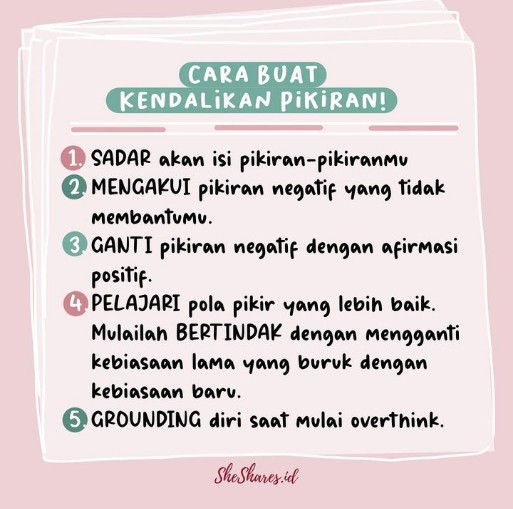 CARA BUAT
KENDALIKAN PIKIRAN!
1. SADAR akan isi pikiran-pikiranmu
2. MENGAKUI pikiran negatif yang tidak
membantumu.
3. GANTI pikiran negatif dengan afirmasi
positif.
4. PELAJARI pola pikir yang lebih baik.
Mulailah BERTINDAK dengan mengganti
kebiasaan lama yang buruk dengan
kebiasaan baru.
5. GROUNDING diri saat mulai overthink.
SheShares.id